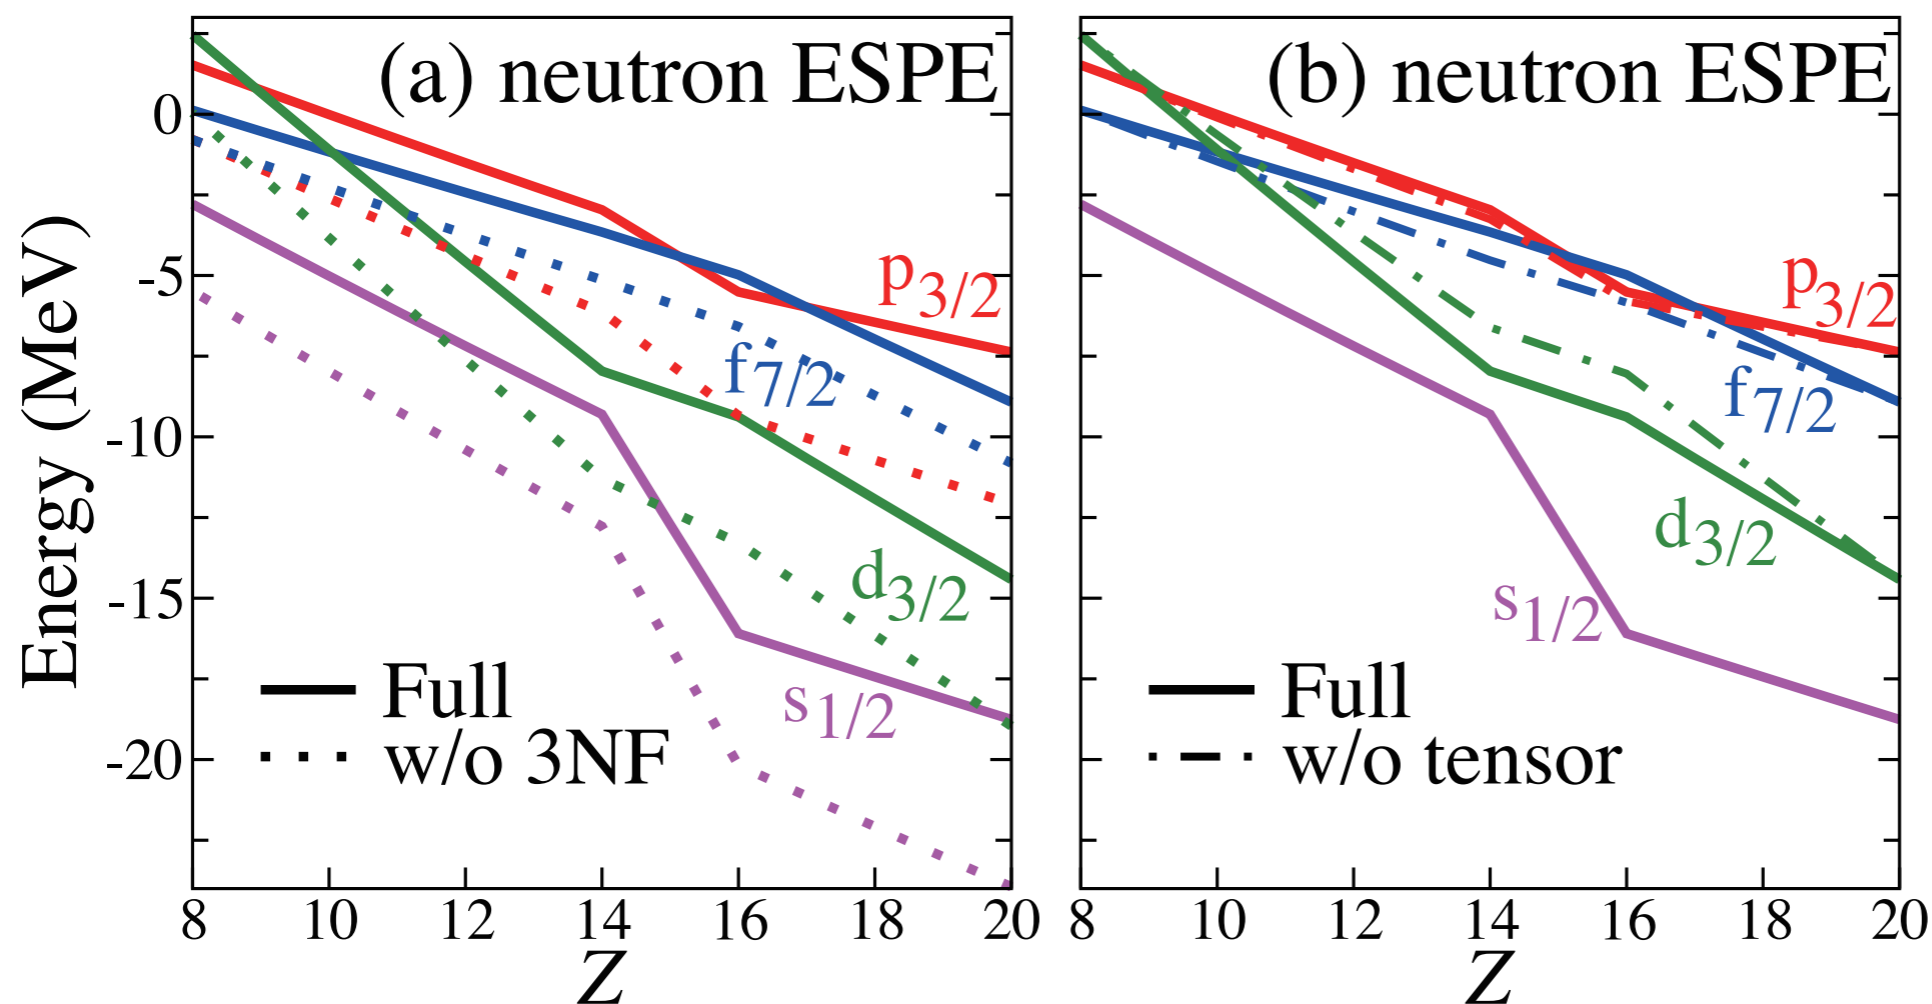 (a) neutron ESPE
(b) neutron ESPE
Energy (MeV)
0
-5
-10
-15
-20
p3/2
f7/2
d3/2
s1/2
Full
w/o 3NF
8 10 12 14 16 18 20
Z
p3/2
f7/2
d3/2
s1/2
Full
w/o tensor
8 10 12 14 16 18 20
Z